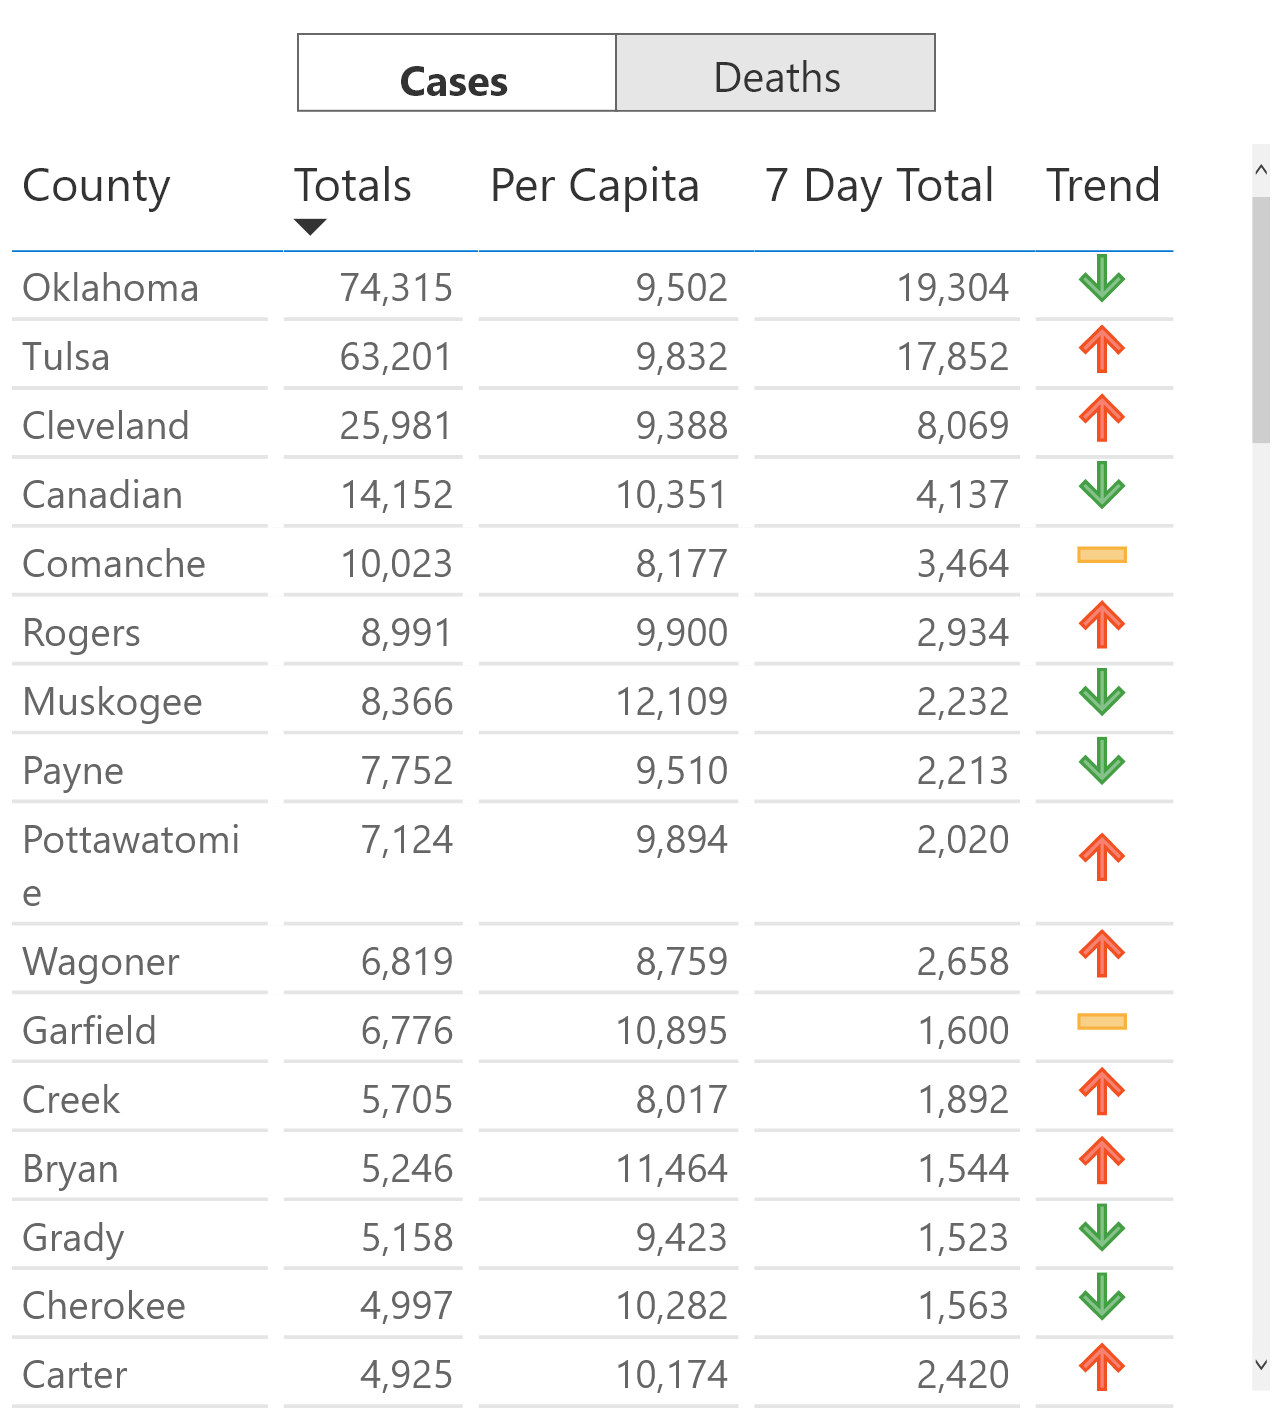 Cases Deaths
County Totals Per Capita 7 Day Total Trend
Oklahoma 74,315 9,502 19,304
Tulsa 63,201 9,832 17,852
Cleveland 25,981 9,388 8,069
Canadian 14,152 10,351 4,137
Comanche 10,023 8,177 3,464
Rogers 8,991 9,900 2,934
Muskogee 8,366 12,109 2,232
Payne 7,752 9,510 2,213
Pottawatomi 7,124 9,894 2,020
e
Wagoner 6,819 8,759 2,658
Garfield 6,776 10,895 1,600
Creek 5,705 8,017 1,892
Bryan 5,246 11,464 1,544
Grady 5,158 9,423 1,523
Cherokee 4,997 10,282 1,563
Carter 4,925 10,174 2,420